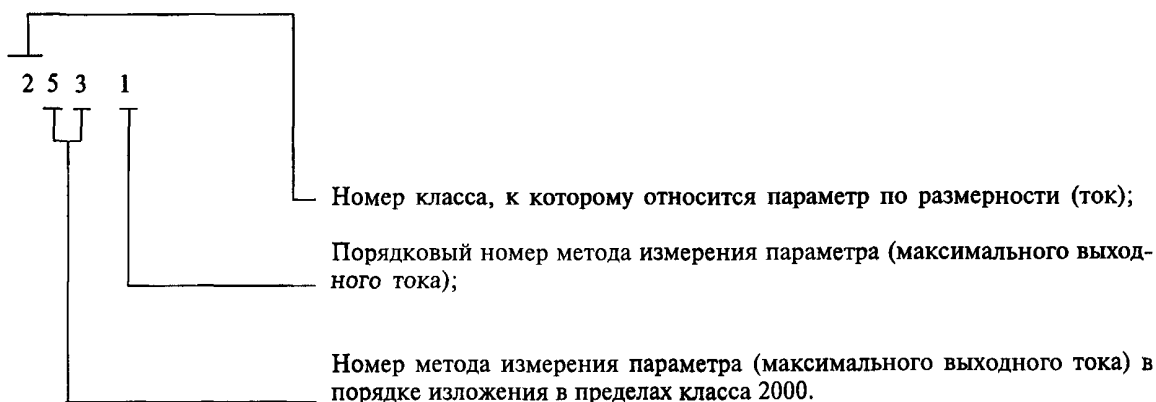 2 5 3 1
Номер класса, к которому относится параметр по размерности (ток);
Порядковый номер метода измерения параметра (максимального выход-
ного тока);
Номер метода измерения параметра (максимального выходного тока) в
порядке изложения в пределах класса 2000.